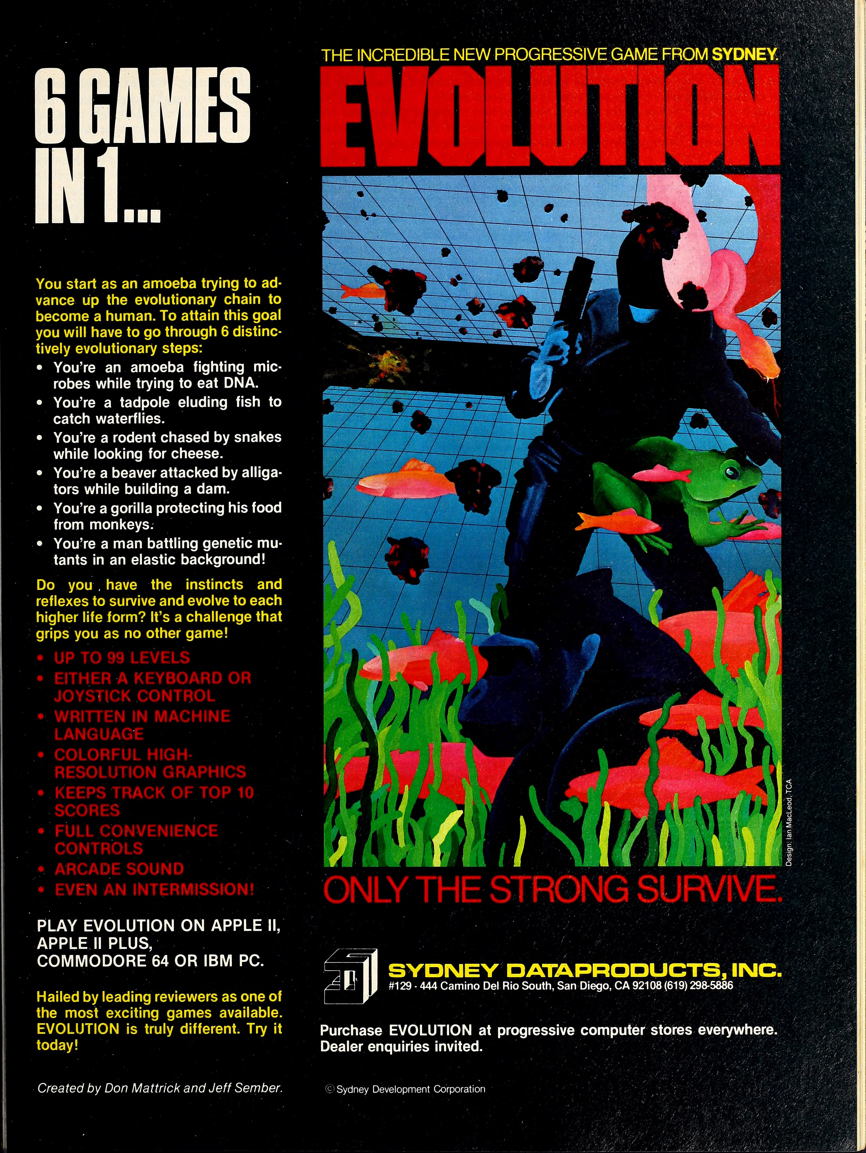 6 GAMES
IN 1...
You start as an amoeba trying to ad-
vance up the evolutionary chain to
become a human. To attain this goal
you will have to go through 6 distinc-
tively evolutionary steps:
• You're an amoeba fighting mic-
robes while trying to eat DNA.
• You're a tadpole eluding fish to
catch waterflies.
• You're a rodent chased by snakes
while looking for cheese.
• You're a beaver attacked by alliga-
tors while building a dam.
• You're a gorilla protecting his food
from monkeys.
• You're a man battling genetic mu-
tants in an elastic background!
Do you have the instincts and
reflexes to survive and evolve to each
higher life form? It's a challenge that
grips you as no other game!
• UP TO 99 LEVELS
• EITHER A KEYBOARD OR
JOYSTICK CONTROL
• WRITTEN IN MACHINE
LANGUAGE
• COLORFUL HIGH-
RESOLUTION GRAPHICS
• KEEPS TRACK OF TOP 10
SCORES
• FULL CONVENIENCE
CONTROLS
• ARCADE SOUND
• EVEN AN INTERMISSION!
PLAY EVOLUTION ON APPLE II,
APPLE II PLUS,
COMMODORE 64 OR IBM PC.
Hailed by leading reviewers as one of
the most exciting games available.
EVOLUTION is truly different. Try it
today!
Created by Don Mattrick and Jeff Sember.
THE INCREDIBLE NEW PROGRESSIVE GAME FROM SYDNEY.
EVOLUTION
Design: Ian MacLeod, TCA
ONLY THE STRONG SURVIVE.
SYDNEY DATAPRODUCTS, INC.
#129 - 444 Camino Del Rio South, San Diego, CA 92108 (619) 298-5886
Purchase EVOLUTION at progressive computer stores everywhere.
Dealer enquiries invited.
© Sydney Development Corporation